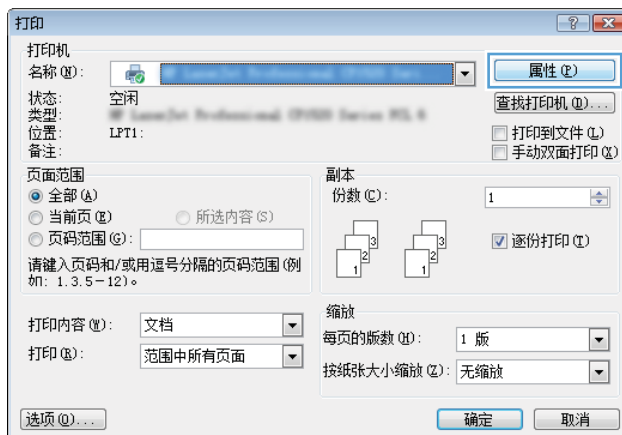 打印
打印机
名称(N):
属性(P)
状态: 空闲
类型:
查找打印机(D)...
位置: LPT1:
打印到文件(L)
备注:
手动双面打印(X)
页面范围
全部(A)
当前页(E) 所选内容(S)
页码范围(G):
请键入页码和/或用逗号分隔的页码范围(例
如: 1.3.5-12)。
副本
份数(C): 1
1 2 3 1 2 3
逐份打印(T)
打印内容(W): 文档
打印(R): 范围中所有页面
缩放
每页的版数(H): 1 版
按纸张大小缩放(Z): 无缩放
选项(O)...
确定 取消